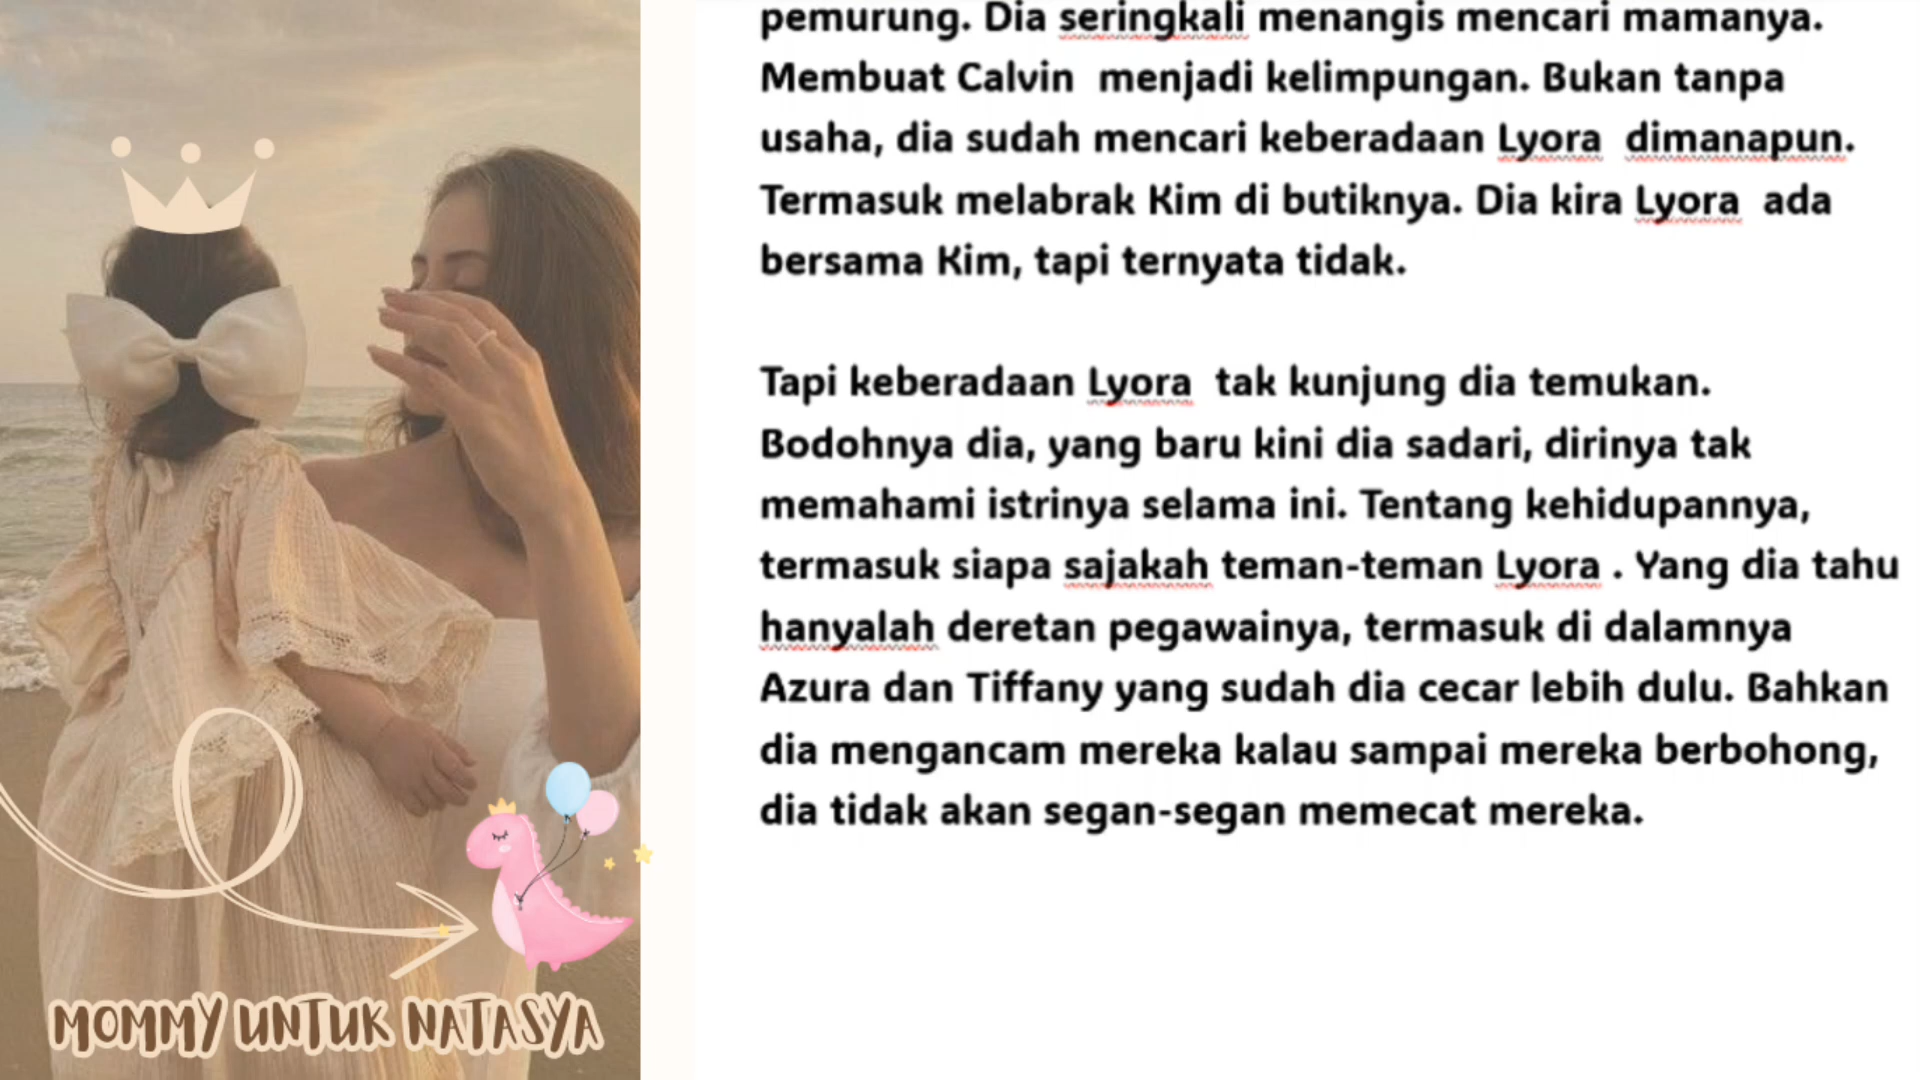 pemurung. Dia seringkali menangis mencari mamanya.
Membuat Calvin  menjadi kelimpungan. Bukan tanpa
usaha, dia sudah mencari keberadaan Lyora  dimanapun.
Termasuk melabrak Kim di butiknya. Dia kira Lyora  ada
bersama Kim, tapi ternyata tidak.
Tapi keberadaan Lyora  tak kunjung dia temukan.
Bodohnya dia, yang baru kini dia sadari, dirinya tak
memahami istrinya selama ini. Tentang kehidupannya,
termasuk siapa sajakah teman-teman Lyora . Yang dia tahu
hanyalah deretan pegawainya, termasuk di dalamnya
Azura dan Tiffany yang sudah dia cecar lebih dulu. Bahkan
dia mengancam mereka kalau sampai mereka berbohong,
dia tidak akan segan-segan memecat mereka.
MOMMY UNTUK NATASYA